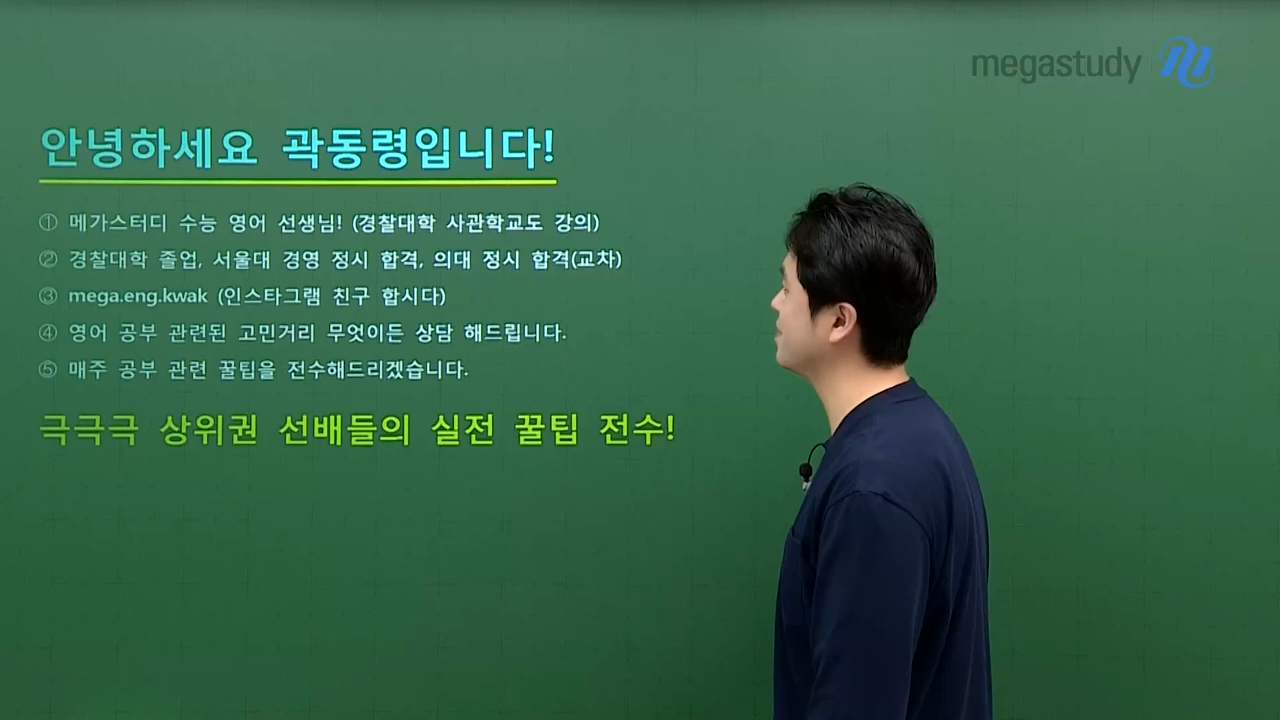 megastudy
안녕하세요 곽동령입니다!
① 메가스터디 수능 영어 선생님! (경찰대학 사관학교도 강의)
② 경찰대학 졸업, 서울대 경영 정시 합격, 의대 정시 합격(교차)
③ mega.eng.kwak (인스타그램 친구 합시다)
④ 영어 공부 관련된 고민거리 무엇이든 상담 해드립니다.
⑤ 매주 공부 관련 꿀팁을 전수해드리겠습니다.
극극극 상위권 선배들의 실전 꿀팁 전수!